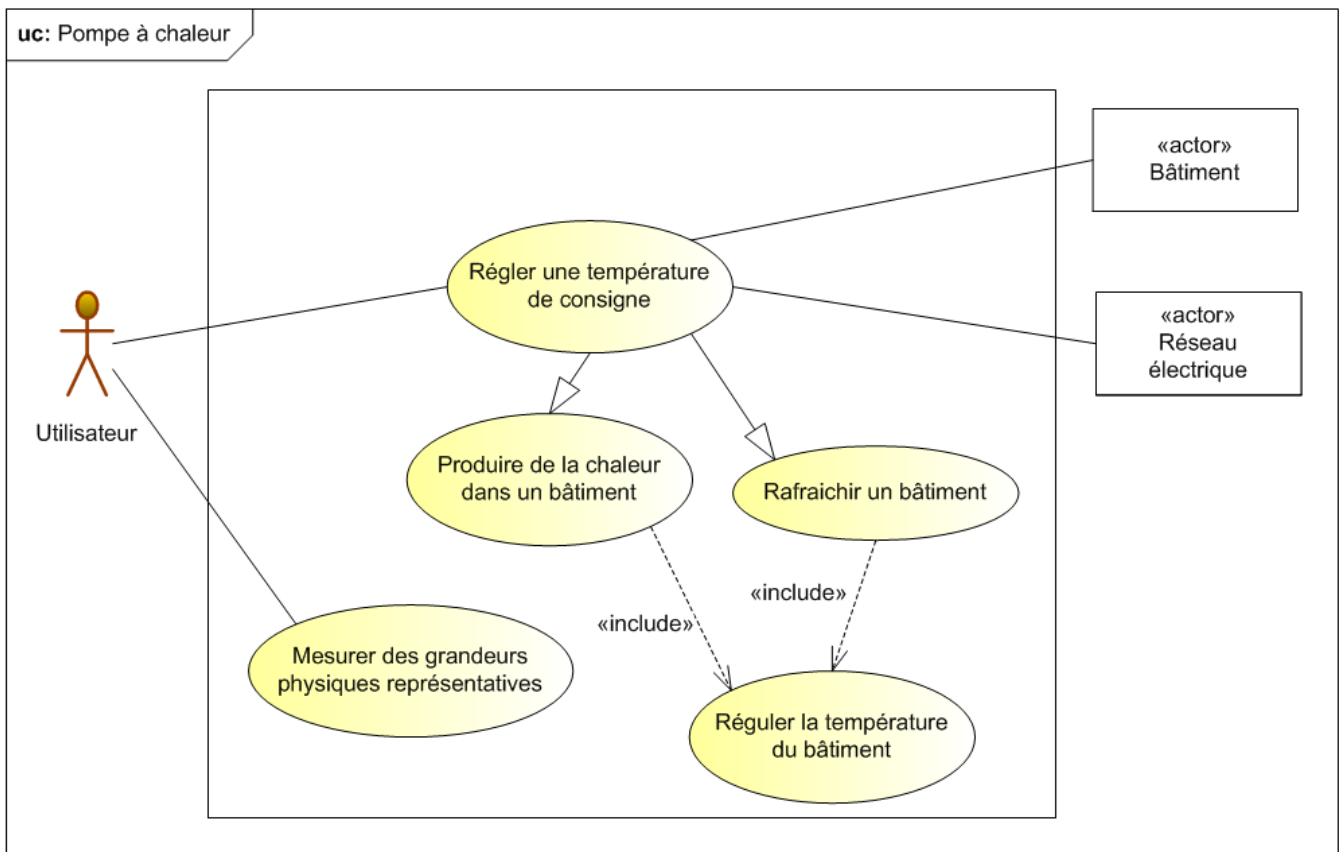 uc: Pompe à chaleur
«actor»
Bâtiment
Régler une température
de consigne
«actor»
Réseau
électrique
Utilisateur
Produire de la chaleur
dans un bâtiment
Rafraichir un bâtiment
«include»
«include»
Mesurer des grandeurs
physiques représentatives
Réguler la température
du bâtiment